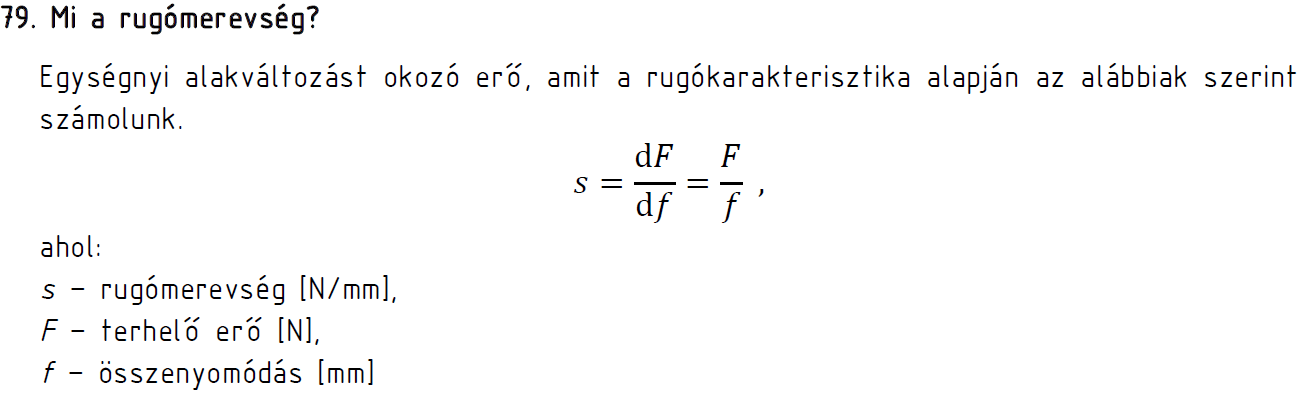 79. Mi a rugómerevség?
Egységnyi alakváltozást okozó erő, amit a rugókarakterisztika alapján az alábbiak szerint
számolunk.
s = dF/df = F/f ,
ahol:
s – rugómerevség [N/mm],
F – terhelő erő [N],
f – összenyomódás [mm]